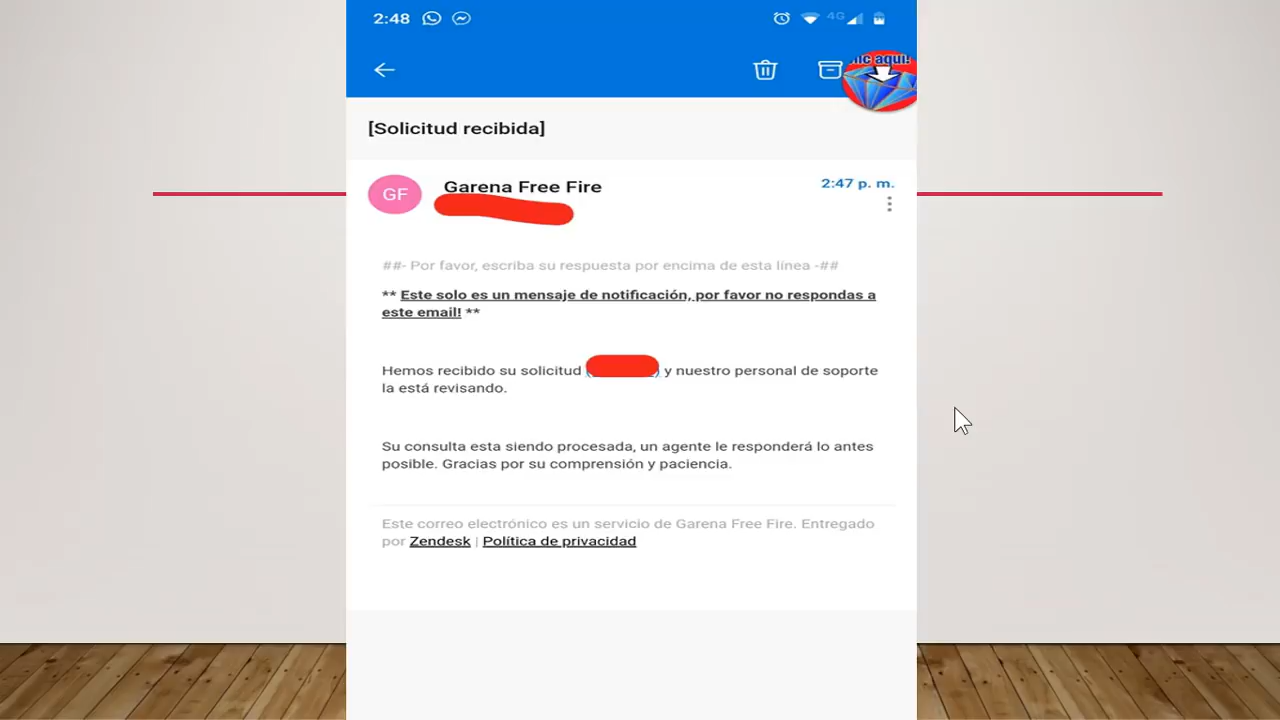 2:48
4G
ic aqui!
[Solicitud recibida]
GF
Garena Free Fire
2:47 p. m.
##- Por favor, escriba su respuesta por encima de esta línea -##
** Este solo es un mensaje de notificación, por favor no respondas a
este email! **
Hemos recibido su solicitud ( ) y nuestro personal de soporte
la está revisando.
Su consulta esta siendo procesada, un agente le responderá lo antes
posible. Gracias por su comprensión y paciencia.
Este correo electrónico es un servicio de Garena Free Fire. Entregado
por Zendesk | Política de privacidad